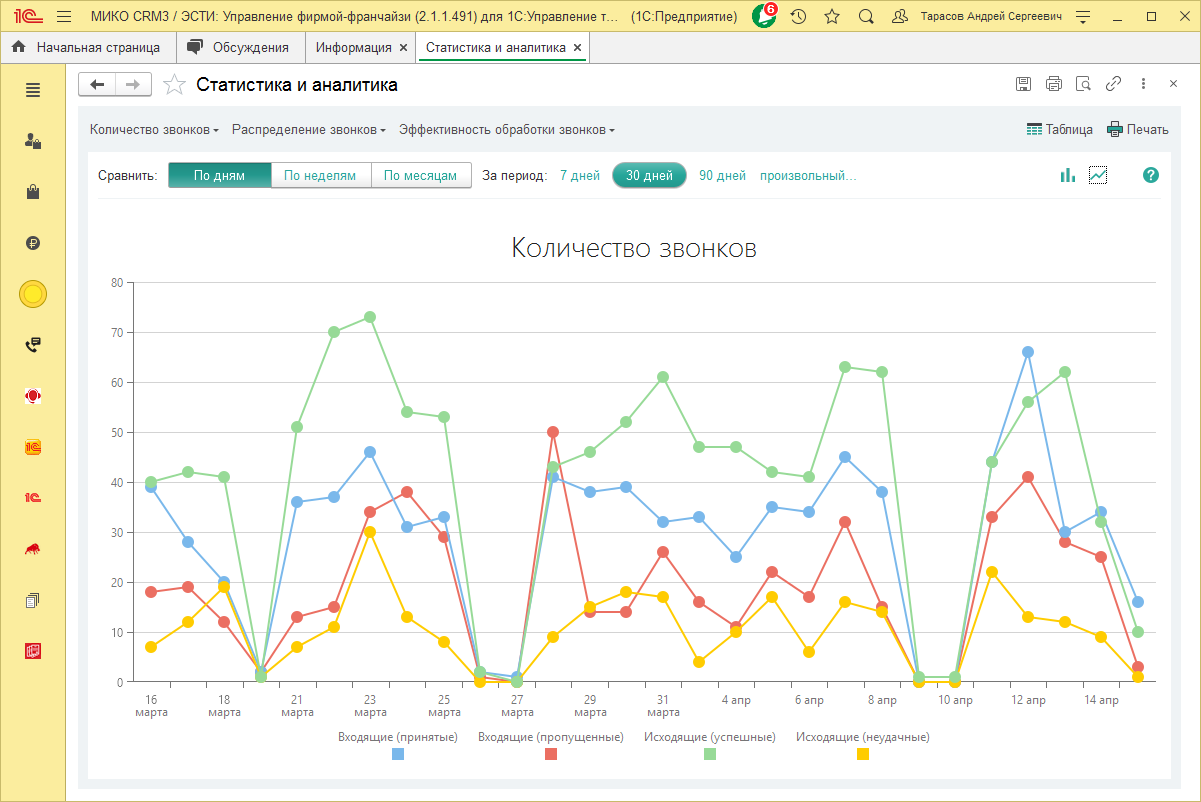 МИКО CRM3 / ЭСТИ: Управление фирмой-франчайзи (2.1.1.491) для 1С:Управление т... (1С:Предприятие) 6 Тарасов Андрей Сергеевич
Начальная страница Обсуждения Информация × Статистика и аналитика ×
Статистика и аналитика
Количество звонков Распределение звонков Эффективность обработки звонков Таблица Печать
Сравнить: По дням По неделям По месяцам За период: 7 дней 30 дней 90 дней произвольный... ?
Количество звонков
80
70
60
50
40
30
20
10
0
16 марта 18 марта 21 марта 23 марта 25 марта 27 марта 29 марта 31 марта 4 апр 6 апр 8 апр 10 апр 12 апр 14 апр
Входящие (принятые) Входящие (пропущенные) Исходящие (успешные) Исходящие (неудачные)